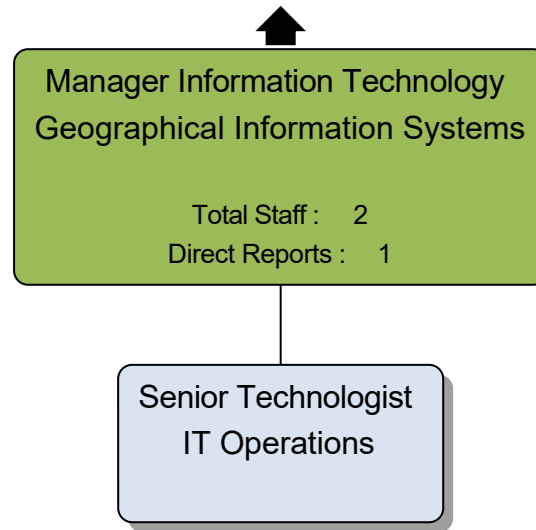 Manager Information Technology
Geographical Information Systems
Total Staff : 2
Direct Reports : 1
Senior Technologist
IT Operations